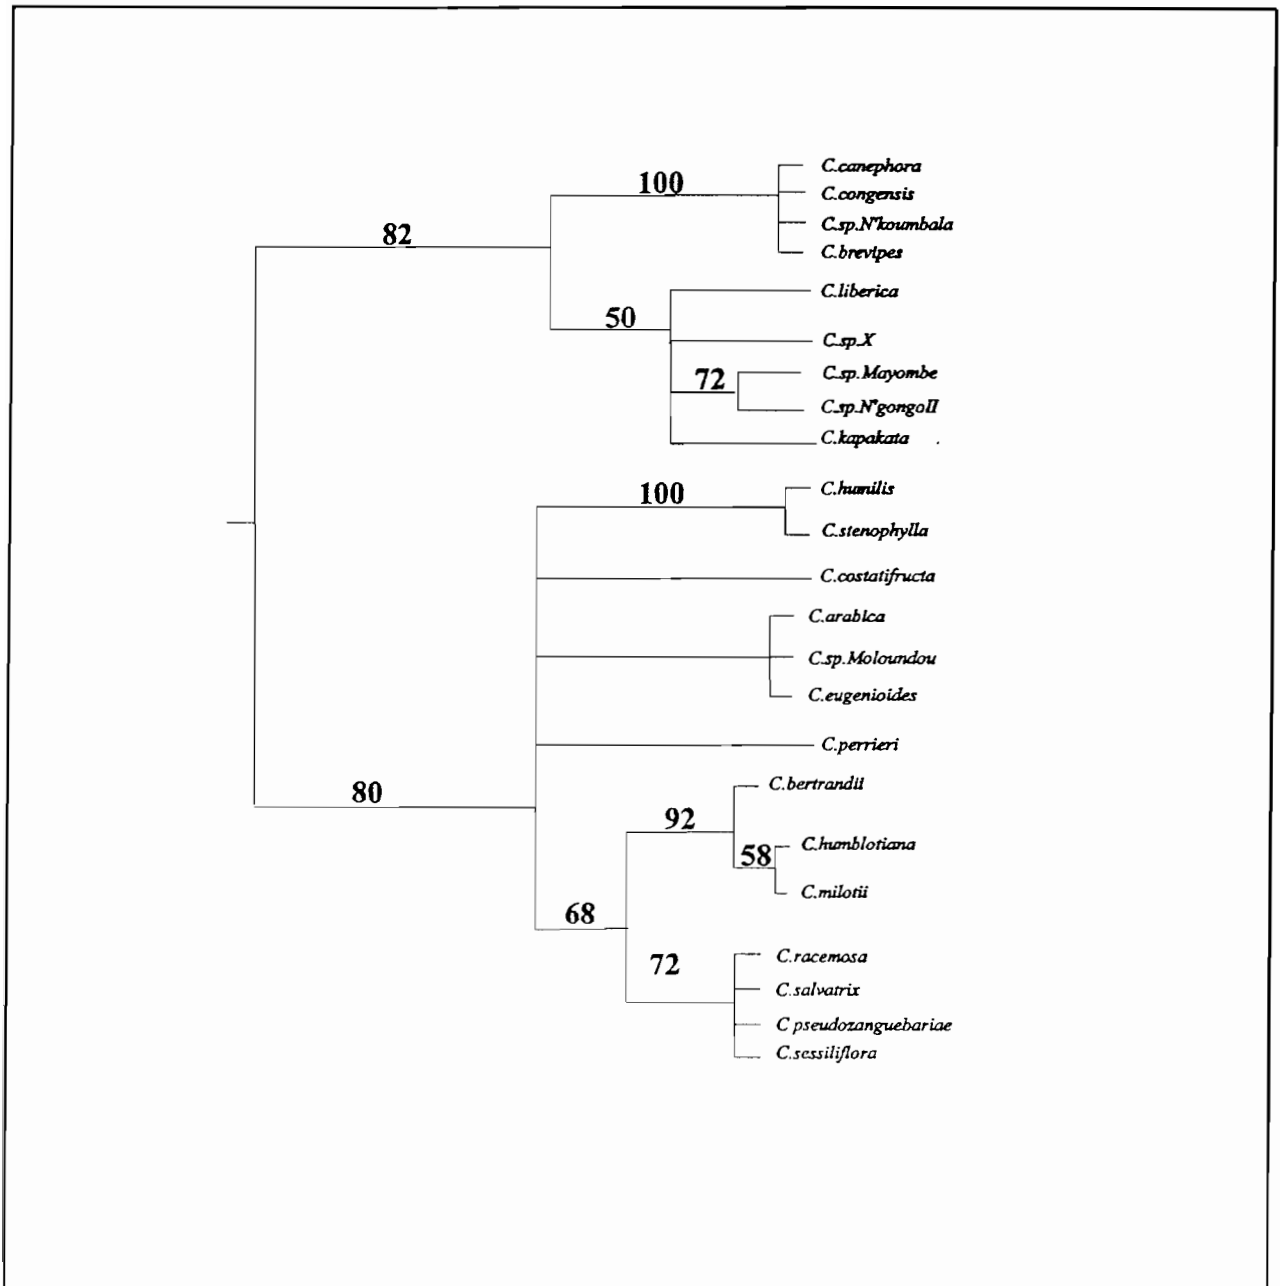 C.canephora
100
C.congensis
C.sp.N'koumbala
82
C.brevipes
C.liberica
50
C.sp.X
C.sp.Mayombe
72
C.sp.N'gongoII
C.kapakata
C.humilis
100
C.stenophylla
C.costatifructa
C.arabica
C.sp.Moloundou
C.eugenioides
C.perrieri
C.bertrandii
80
92
C.humblotiana
58
C.milotii
68
C.racemosa
72
C.salvatrix
C pseudozanguebariae
C.sessiliflora